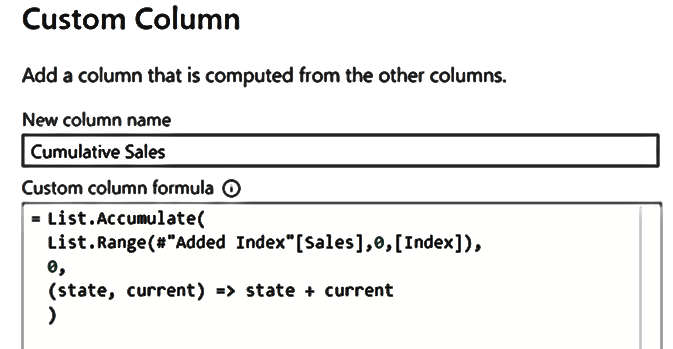 Custom Column
Add a column that is computed from the other columns.
New column name
Cumulative Sales
Custom column formula
= List.Accumulate(
List.Range(#"Added Index"[Sales],0,[Index]),
0,
(state, current) => state + current
)